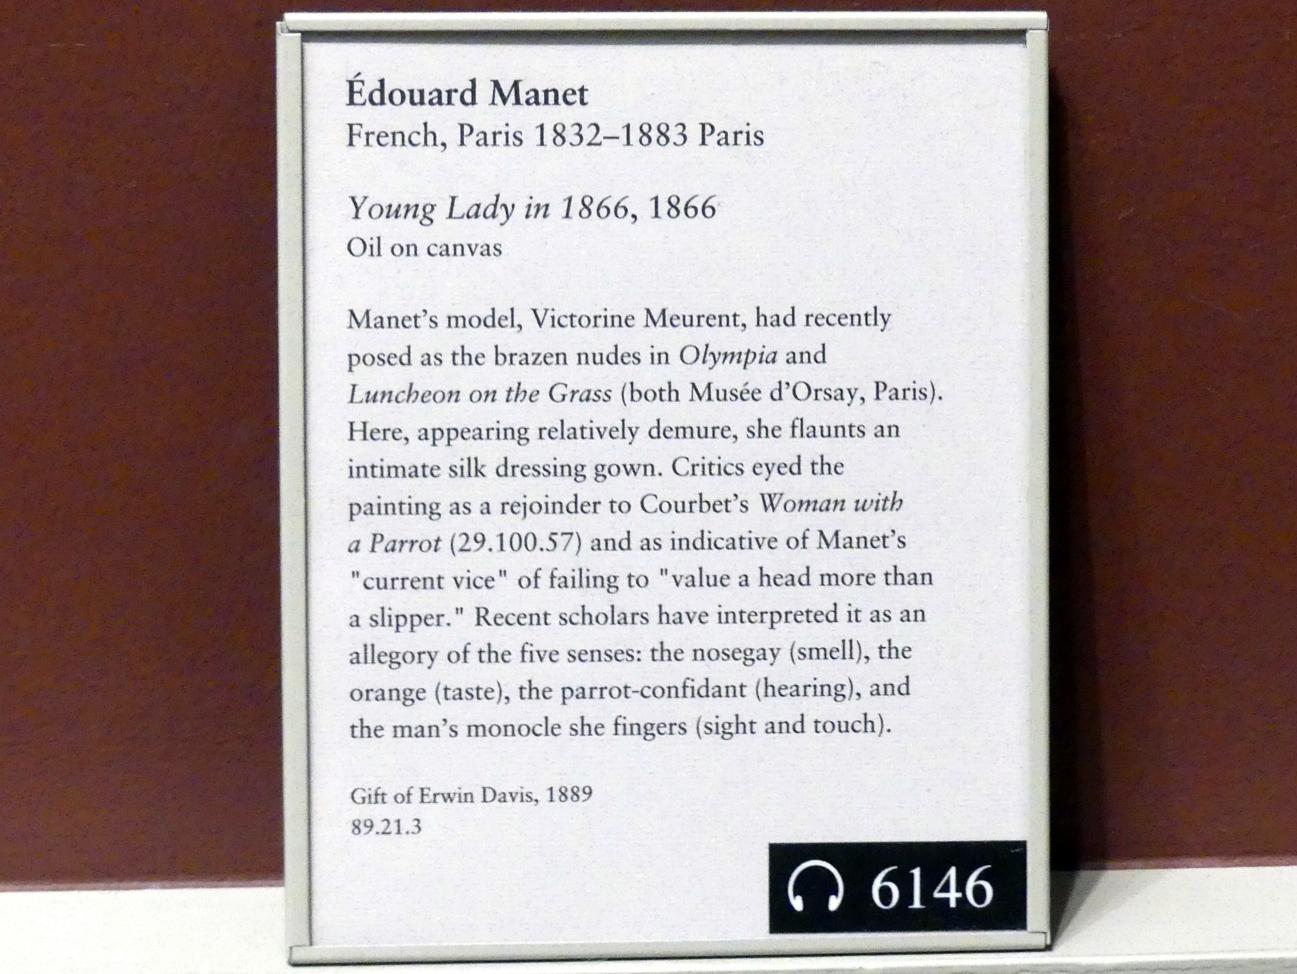 Édouard Manet
French, Paris 1832–1883 Paris
Young Lady in 1866, 1866
Oil on canvas
Manet’s model, Victorine Meurent, had recently
posed as the brazen nudes in Olympia and
Luncheon on the Grass (both Musée d’Orsay, Paris).
Here, appearing relatively demure, she flaunts an
intimate silk dressing gown. Critics eyed the
painting as a rejoinder to Courbet’s Woman with
a Parrot (29.100.57) and as indicative of Manet’s
"current vice" of failing to "value a head more than
a slipper." Recent scholars have interpreted it as an
allegory of the five senses: the nosegay (smell), the
orange (taste), the parrot-confidant (hearing), and
the man’s monocle she fingers (sight and touch).
Gift of Erwin Davis, 1889
89.21.3
6146